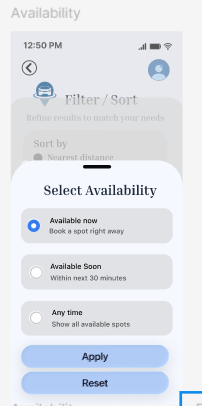 Availability
12:50 PM
Filter / Sort
Refine results to match your needs
Sort by
Nearest distance
Select Availability
Available now
Book a spot right away
Available Soon
Within next 30 minutes
Any time
Show all available spots
Apply
Reset